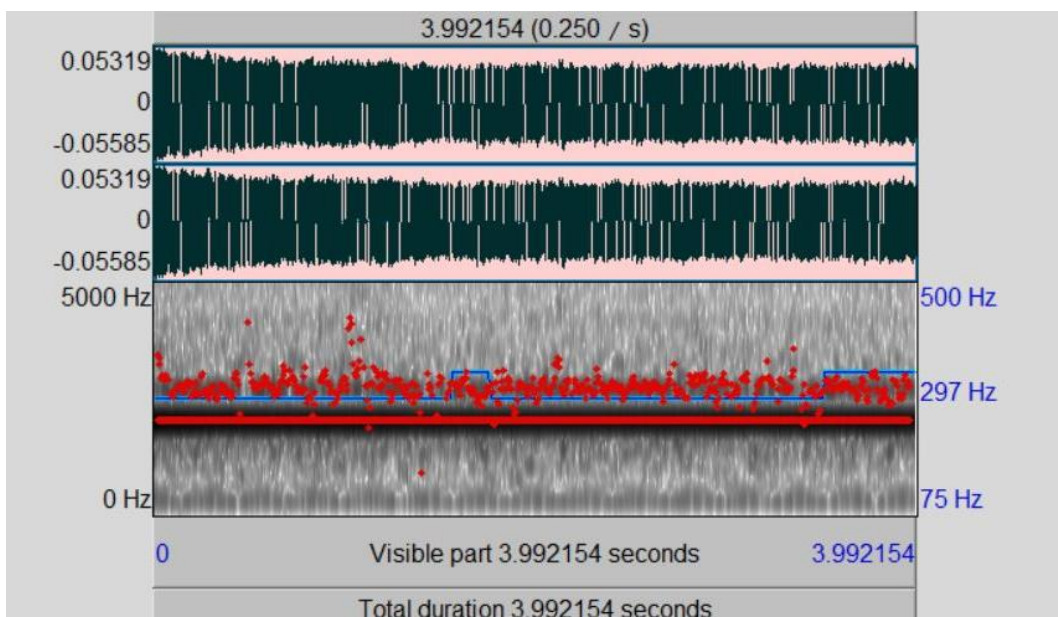 3.992154 (0.250 / s)
0.05319
0
-0.05585
0.05319
0
-0.05585
5000 Hz 500 Hz
297 Hz
0 Hz 75 Hz
0 Visible part 3.992154 seconds 3.992154
Total duration 3.992154 seconds